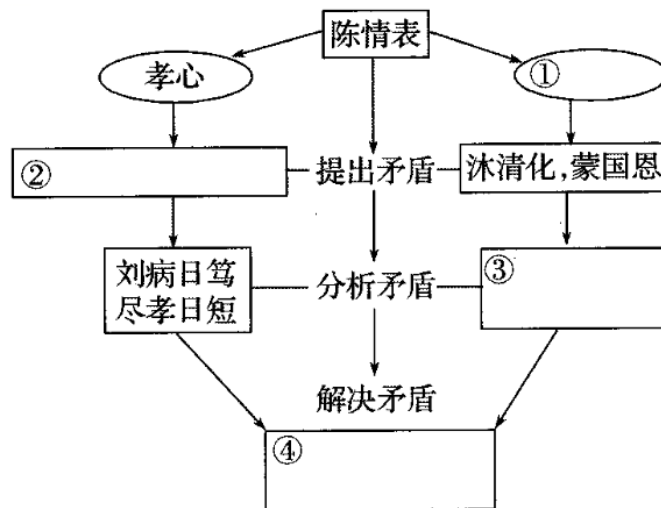 陈情表
孝心
①
②
提出矛盾
沐清化,蒙国恩
刘病日笃
尽孝日短
分析矛盾
③
解决矛盾
④